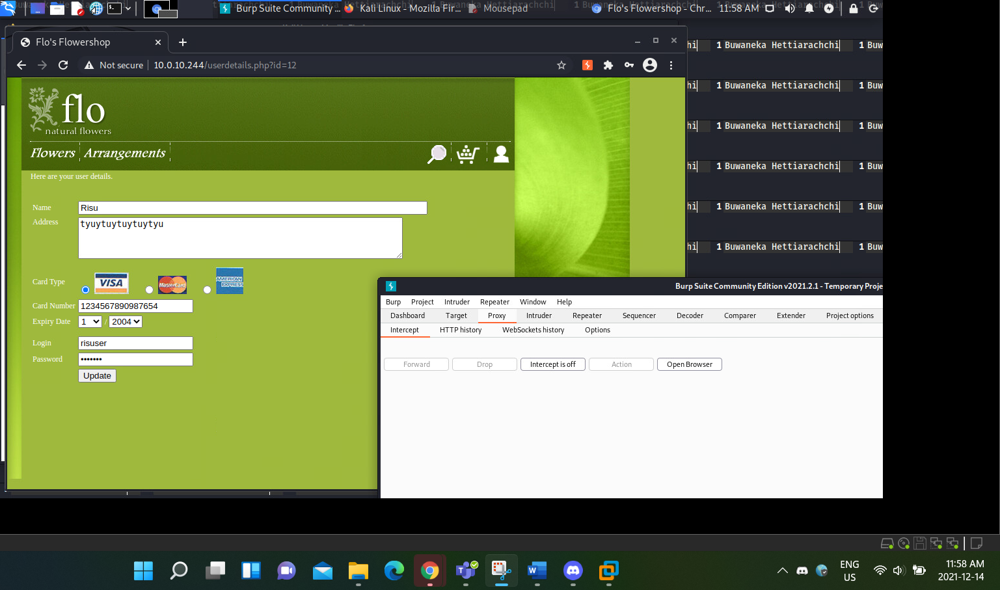 Burp Suite Community ... Kali Linux - Mozilla Fir... Mousepad Flo's Flowershop - Chr... 11:58 AM
Flo's Flowershop
Not secure 10.0.10.244/userdetails.php?id=12
hi 1 Buwaneka Hettiarachchi 1 Buw
hi 1 Buwaneka Hettiarachchi 1 Buw
hi 1 Buwaneka Hettiarachchi 1 Buw
hi 1 Buwaneka Hettiarachchi 1 Buw
hi 1 Buwaneka Hettiarachchi 1 Buw
hi 1 Buwaneka Hettiarachchi 1 Buw
flo
natural flowers
Flowers Arrangements
Here are your user details.
Name Risu
Address tyuytuytuytuytyu
Card Type VISA MasterCard AMERICAN EXPRESS
Card Number 1234567890987654
Expiry Date 1 / 2004
Login risuser
Password •••••••
Update
Burp Suite Community Edition v2021.2.1 - Temporary Proje
Burp Project Intruder Repeater Window Help
Dashboard Target Proxy Intruder Repeater Sequencer Decoder Comparer Extender Project options
Intercept HTTP history WebSockets history Options
Forward Drop Intercept is off Action Open Browser
ENG
US
11:58 AM
2021-12-14